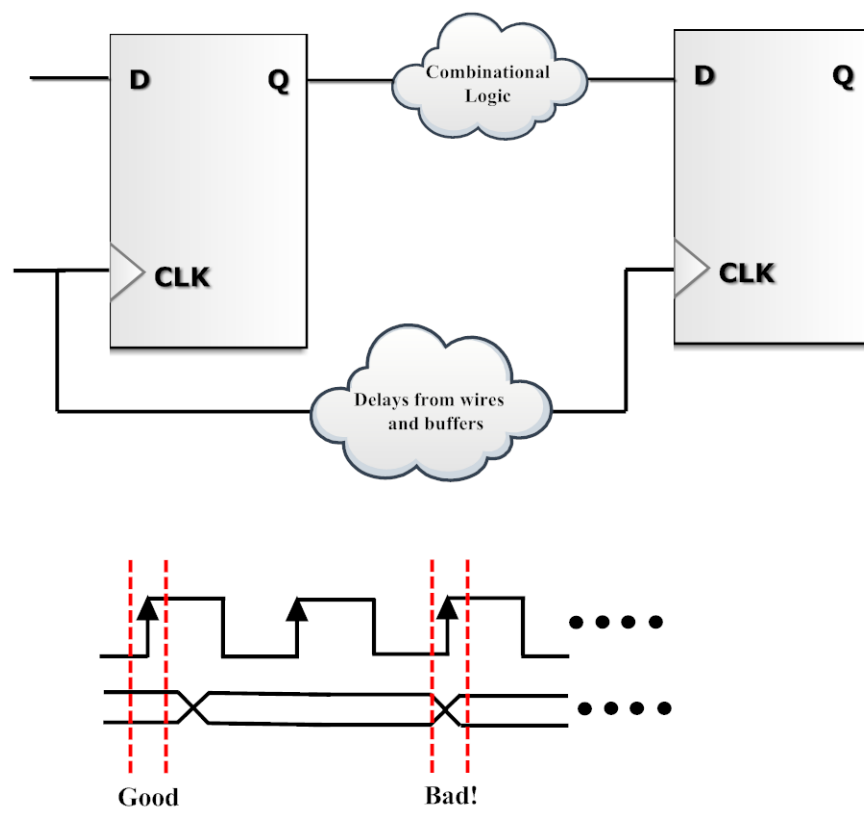 D
Q
Combinational
Logic
D
Q
CLK
CLK
Delays from wires
and buffers
Good
Bad!